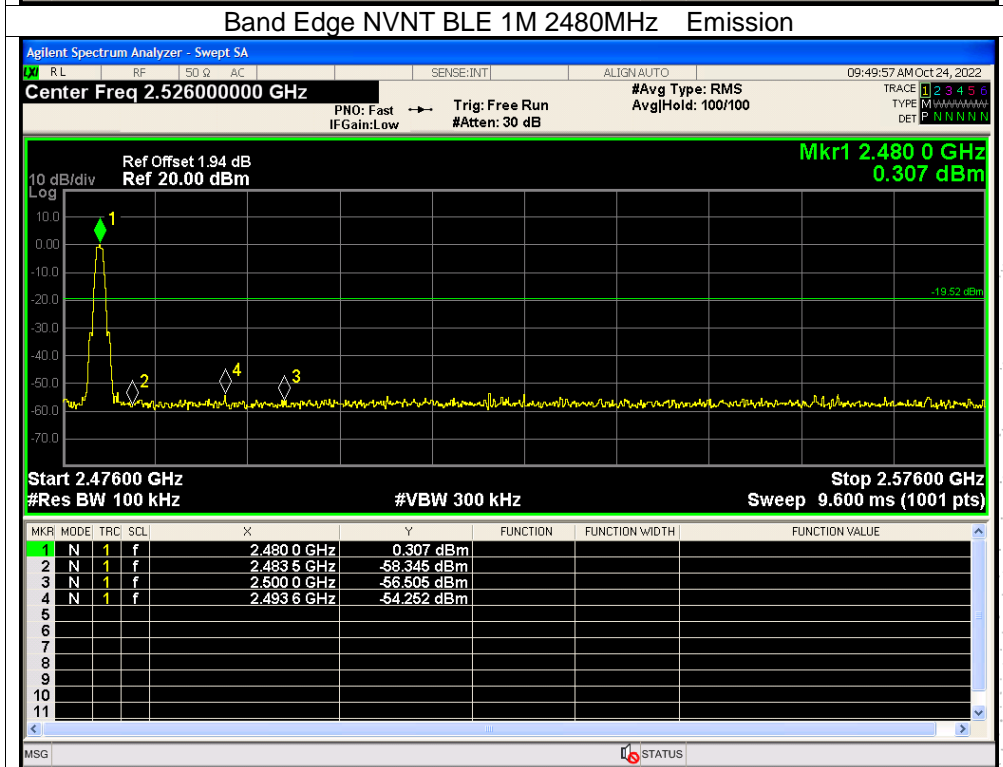 Band Edge NVNT BLE 1M 2480MHz Emission
Agilent Spectrum Analyzer - Swept SA
LXI RL RF 50 Ω AC SENSE:INT ALIGN AUTO 09:49:57 AM Oct 24, 2022
Center Freq 2.526000000 GHz #Avg Type: RMS TRACE 1 2 3 4 5 6
PNO: Fast Trig: Free Run Avg|Hold: 100/100 TYPE M WWWWW
IFGain:Low #Atten: 30 dB DET P N N N N N
Ref Offset 1.94 dB Mkr1 2.480 0 GHz
10 dB/div Ref 20.00 dBm 0.307 dBm
Log
10.0 1
0.00
-10.0
-20.0 -19.52 dBm
-30.0
-40.0
-50.0 2 4 3
-60.0
-70.0
Start 2.47600 GHz Stop 2.57600 GHz
#Res BW 100 kHz #VBW 300 kHz Sweep 9.600 ms (1001 pts)
MKR MODE TRC SCL X Y FUNCTION FUNCTION WIDTH FUNCTION VALUE
1 N 1 f 2.480 0 GHz 0.307 dBm
2 N 1 f 2.483 5 GHz -58.345 dBm
3 N 1 f 2.500 0 GHz -56.505 dBm
4 N 1 f 2.493 6 GHz -54.252 dBm
5
6
7
8
9
10
11
MSG STATUS